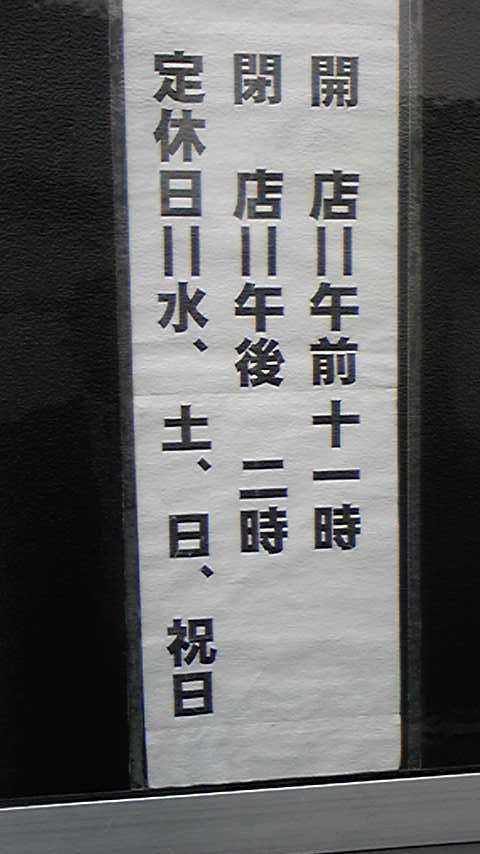 開 店=午前十一時
閉 店=午後 二時
定休日=水、土、日、祝日